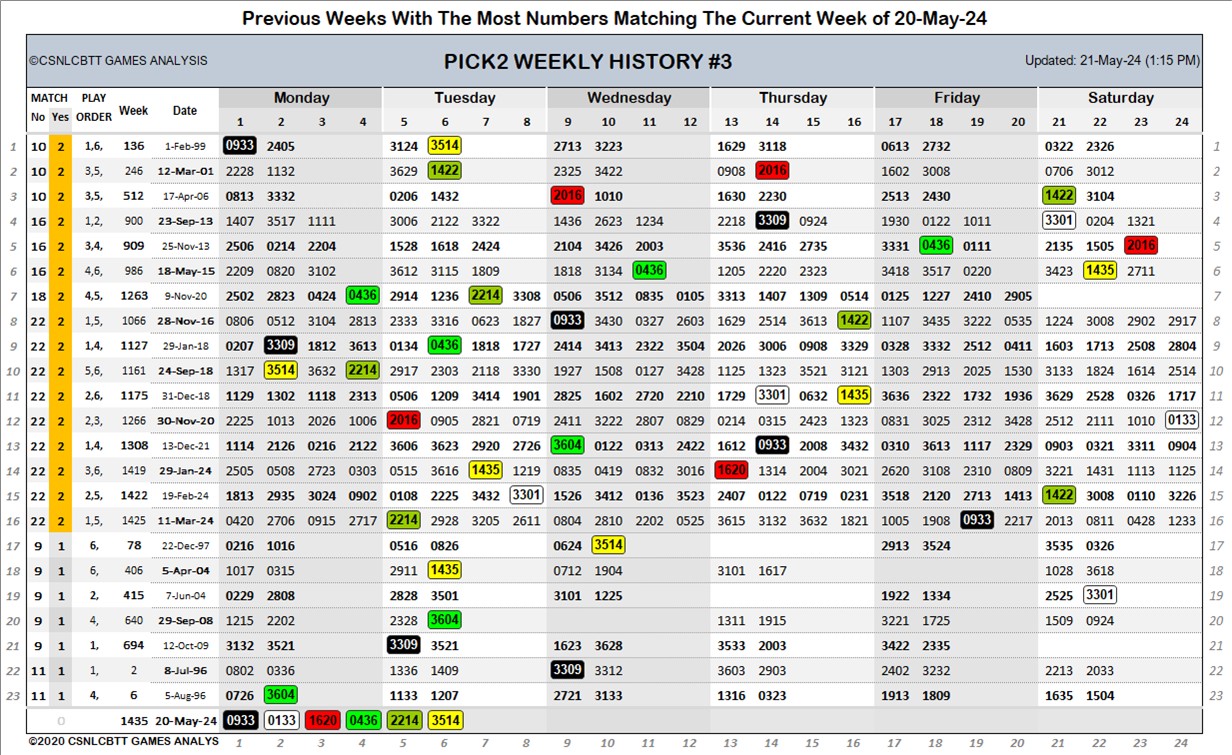 Previous Weeks With The Most Numbers Matching The Current Week of 20-May-24
©CSNLCBTT GAMES ANALYSIS PICK2 WEEKLY HISTORY #3 Updated: 21-May-24 (1:15 PM)
MATCH PLAY Week Date Monday Tuesday Wednesday Thursday Friday Saturday
No Yes ORDER 1 2 3 4 5 6 7 8 9 10 11 12 13 14 15 16 17 18 19 20 21 22 23 24
1 10 2 1,6, 136 1-Feb-99 0933 2405 3124 3514 2713 3223 1629 3118 0613 2732 0322 2326 1
2 10 2 3,5, 246 12-Mar-01 2228 1132 3629 1422 2325 3422 0908 2016 1602 3008 0706 3012 2
3 10 2 3,5, 512 17-Apr-06 0813 3332 0206 1432 2016 1010 1630 2230 2513 2430 1422 3104 3
4 16 2 1,2, 900 23-Sep-13 1407 3517 1111 3006 2122 3322 1436 2623 1234 2218 3309 0924 1930 0122 1011 3301 0204 1321 4
5 16 2 3,4, 909 25-Nov-13 2506 0214 2204 1528 1618 2424 2104 3426 2003 3536 2416 2735 3331 0436 0111 2135 1505 2016 5
6 16 2 4,6, 986 18-May-15 2209 0820 3102 3612 3115 1809 1818 3134 0436 1205 2220 2323 3418 3517 0220 3423 1435 2711 6
7 18 2 4,5, 1263 9-Nov-20 2502 2823 0424 0436 2914 1236 2214 3308 0506 3512 0835 0105 3313 1407 1309 0514 0125 1227 2410 2905 7
8 22 2 1,5, 1066 28-Nov-16 0806 0512 3104 2813 2333 3316 0623 1827 0933 3430 0327 2603 1629 2514 3613 1422 1107 3435 3222 0535 1224 3008 2902 2917 8
9 22 2 1,4, 1127 29-Jan-18 0207 3309 1812 3613 0134 0436 1818 1727 2414 3413 2322 3504 2026 3006 0908 3329 0328 3332 2512 0411 1603 1713 2508 2804 9
10 22 2 5,6, 1161 24-Sep-18 1317 3514 3632 2214 2917 2303 2118 3330 1927 1508 0127 3428 1125 1323 3521 3121 1303 2913 2025 1530 3133 1824 1614 2514 10
11 22 2 2,6, 1175 31-Dec-18 1129 1302 1118 2313 0506 1209 3414 1901 2825 1602 2720 2210 1729 3301 0632 1435 3636 2322 1732 1936 3629 2528 0326 1717 11
12 22 2 2,3, 1266 30-Nov-20 2225 1013 2026 1006 2016 0905 2821 0719 2411 3222 2807 0829 0214 0315 2423 1323 0831 3025 2312 3428 2512 2111 1010 0133 12
13 22 2 1,4, 1308 13-Dec-21 1114 2126 0216 2122 3606 3623 2920 2726 3604 0122 0313 2422 1612 0933 2008 3432 0310 3613 1117 2229 0903 0321 3311 0904 13
14 22 2 3,6, 1419 29-Jan-24 2505 0508 2723 0303 0515 3616 1435 1219 0835 0419 0832 3016 1620 1314 2004 3021 2620 3108 2310 0809 3221 1431 1113 1125 14
15 22 2 2,5, 1422 19-Feb-24 1813 2935 3024 0902 0108 2225 3432 3301 1526 3412 0136 3523 2407 0122 0719 0231 3518 2120 2713 1413 1422 3008 0110 3226 15
16 22 2 1,5, 1425 11-Mar-24 0420 2706 0915 2717 2214 2928 3205 2611 0804 2810 2202 0525 3615 3132 3632 1821 1005 1908 0933 2217 2013 0811 0428 1233 16
17 9 1 6, 78 22-Dec-97 0216 1016 0516 0826 0624 3514 2913 3524 3535 0326 17
18 9 1 6, 406 5-Apr-04 1017 0315 2911 1435 0712 1904 3101 1617 1028 3618 18
19 9 1 2, 415 7-Jun-04 0229 2808 2828 3501 3101 1225 1922 1334 2525 3301 19
20 9 1 4, 640 29-Sep-08 1215 2202 2328 3604 1311 1915 3221 1725 1509 0924 20
21 9 1 1, 694 12-Oct-09 3132 3521 3309 3521 1623 3628 3533 2003 3422 2335 21
22 11 1 1, 2 8-Jul-96 0802 0336 1336 1409 3309 3312 3603 2903 2402 3232 2213 2033 22
23 11 1 4, 6 5-Aug-96 0726 3604 1133 1207 2721 3133 1316 0323 1913 1809 1635 1504 23
0 1435 20-May-24 0933 0133 1620 0436 2214 3514
©2020 CSNLCBTT GAMES ANALYS 1 2 3 4 5 6 7 8 9 10 11 12 13 14 15 16 17 18 19 20 21 22 23 24